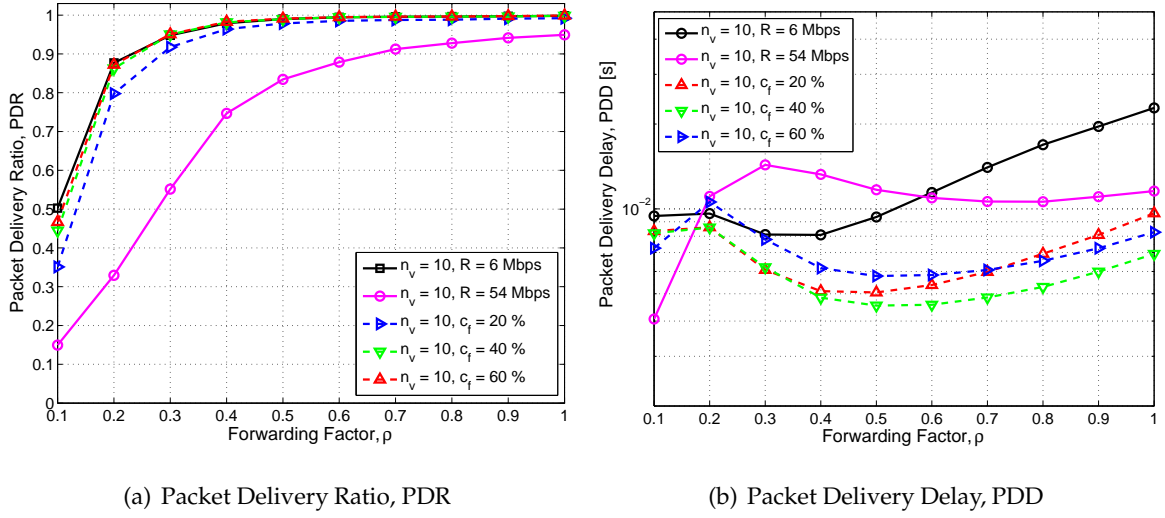 1
0.9
0.8
0.7
0.6
0.5
0.4
0.3
0.2
0.1
0
Packet Delivery Ratio, PDR
n_v = 10, R = 6 Mbps
n_v = 10, R = 54 Mbps
n_v = 10, c_f = 20 %
n_v = 10, c_f = 40 %
n_v = 10, c_f = 60 %
0.1 0.2 0.3 0.4 0.5 0.6 0.7 0.8 0.9 1
Forwarding Factor, ρ
(a) Packet Delivery Ratio, PDR
n_v = 10, R = 6 Mbps
n_v = 10, R = 54 Mbps
n_v = 10, c_f = 20 %
n_v = 10, c_f = 40 %
n_v = 10, c_f = 60 %
10^-2
Packet Delivery Delay, PDD [s]
0.1 0.2 0.3 0.4 0.5 0.6 0.7 0.8 0.9 1
Forwarding Factor, ρ
(b) Packet Delivery Delay, PDD